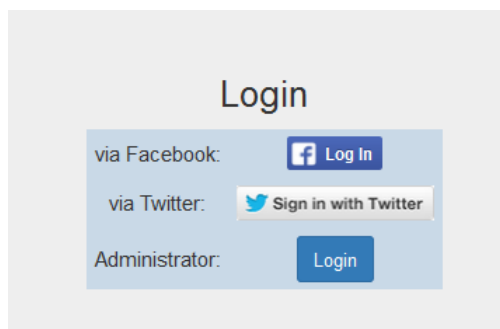 Login
via Facebook: Log In
via Twitter: Sign in with Twitter
Administrator: Login